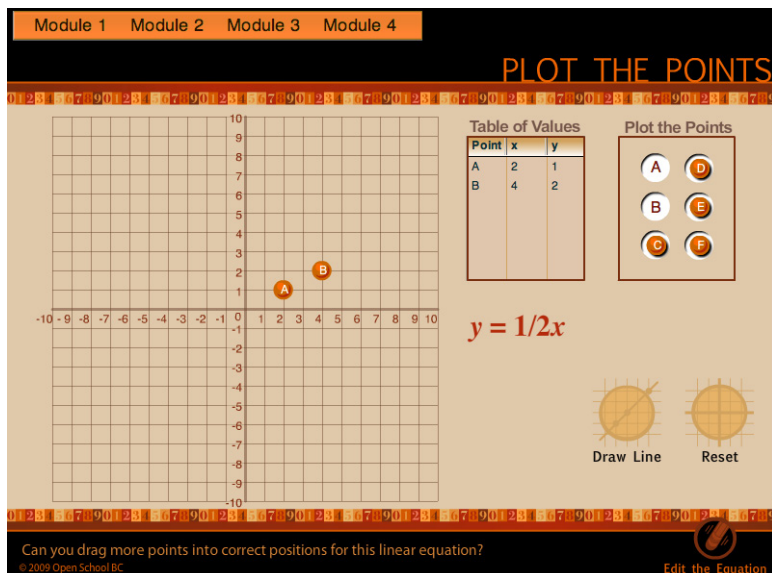 Module 1 Module 2 Module 3 Module 4
PLOT THE POINTS
Table of Values
Point x y
A 2 1
B 4 2
Plot the Points
A D
B E
C F
10
9
8
7
6
5
4
3
2
1
A B
-10 -9 -8 -7 -6 -5 -4 -3 -2 -1 0 1 2 3 4 5 6 7 8 9 10
-1
-2
-3
-4
-5
-6
-7
-8
-9
-10
y = 1/2x
Draw Line Reset
Can you drag more points into correct positions for this linear equation?
© 2009 Open School BC
Edit the Equation